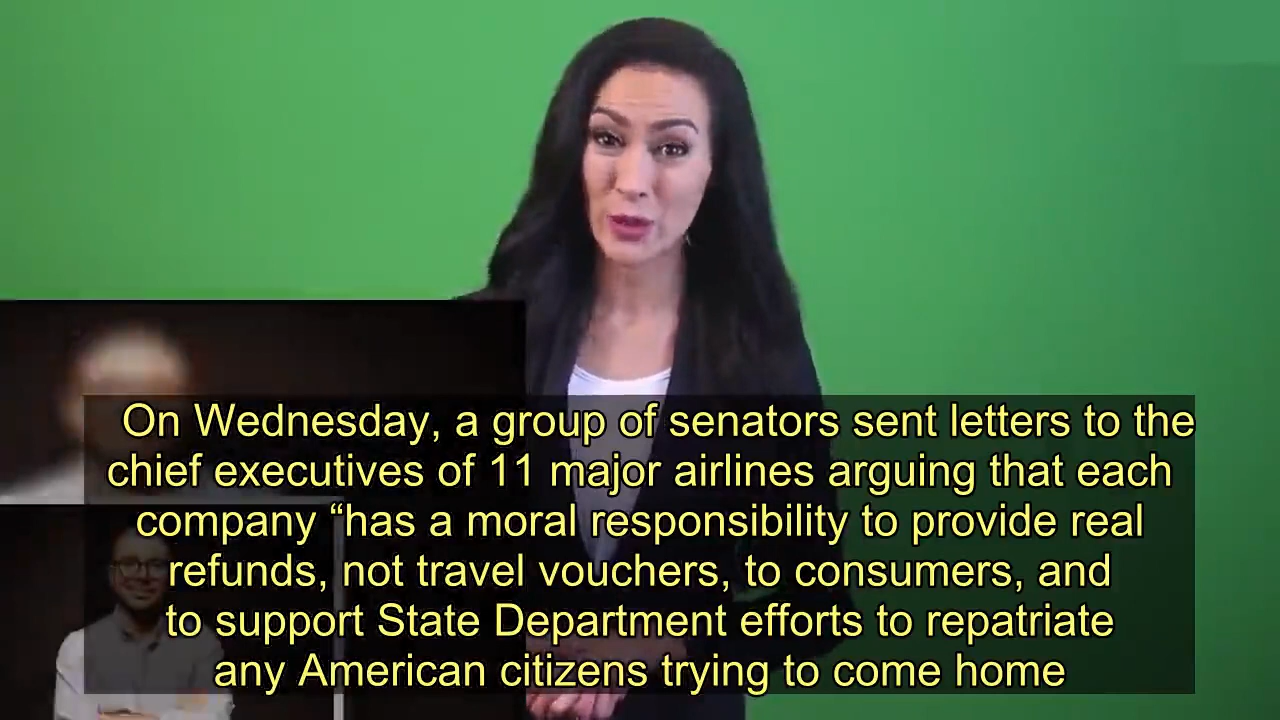 On Wednesday, a group of senators sent letters to the
chief executives of 11 major airlines arguing that each
company “has a moral responsibility to provide real
refunds, not travel vouchers, to consumers, and
to support State Department efforts to repatriate
any American citizens trying to come home